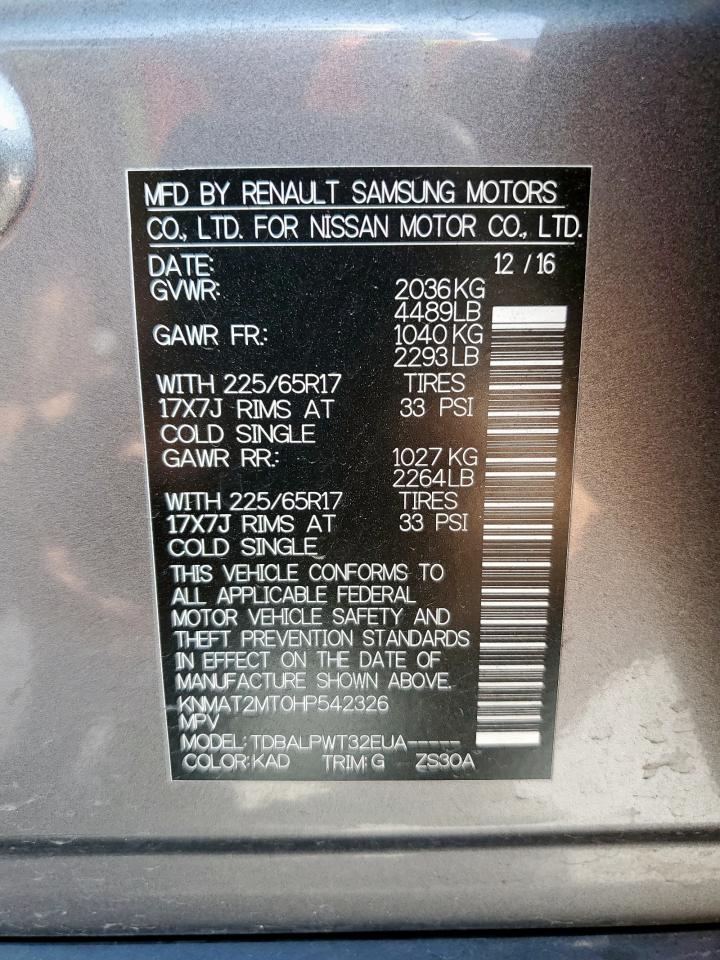 MFD BY RENAULT SAMSUNG MOTORS
CO., LTD. FOR NISSAN MOTOR CO., LTD.
DATE: 12 / 16
GVWR: 2036 KG
4489LB
GAWR FR.: 1040 KG
2293 LB
WITH 225/65R17 TIRES
17X7J RIMS AT 33 PSI
COLD SINGLE
GAWR RR.: 1027 KG
2264 LB
WITH 225/65R17 TIRES
17X7J RIMS AT 33 PSI
COLD SINGLE
THIS VEHICLE CONFORMS TO
ALL APPLICABLE FEDERAL
MOTOR VEHICLE SAFETY AND
THEFT PREVENTION STANDARDS
IN EFFECT ON THE DATE OF
MANUFACTURE SHOWN ABOVE.
KNMAT2MT0HP542326
MPV
MODEL: TDBALPWT32EUA-----
COLOR: KAD TRIM: G ZS30A